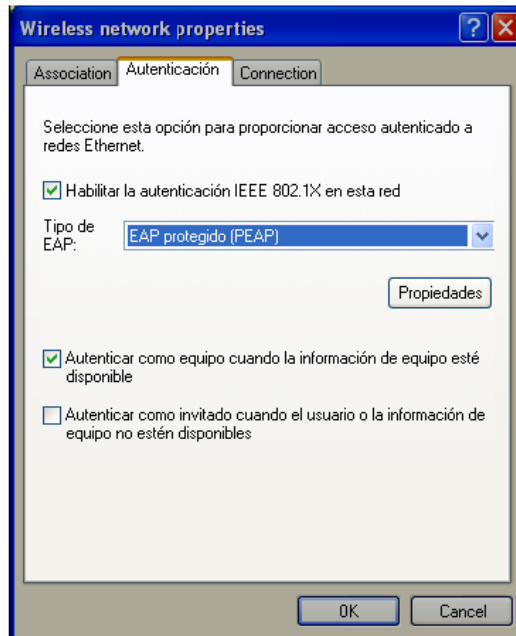 Wireless network properties
Association Autenticación Connection
Seleccione esta opción para proporcionar acceso autenticado a
redes Ethernet.
Habilitar la autenticación IEEE 802.1X en esta red
Tipo de
EAP:
EAP protegido (PEAP)
Propiedades
Autenticar como equipo cuando la información de equipo esté
disponible
Autenticar como invitado cuando el usuario o la información de
equipo no estén disponibles
OK Cancel